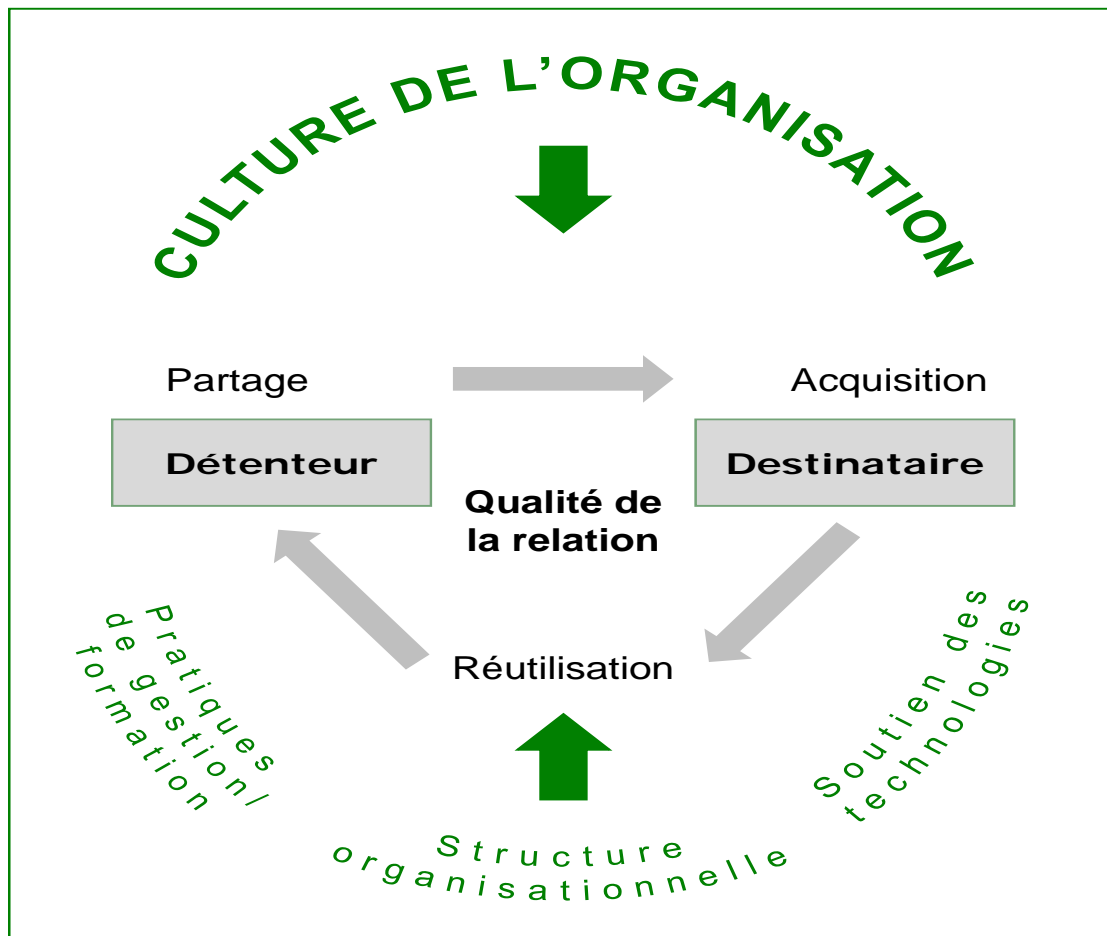 CULTURE DE L’ORGANISATION
Partage
Acquisition
Détenteur
Destinataire
Qualité de
la relation
Réutilisation
Pratiques
de gestion/
formation
Soutien des
technologies
Structure
organisationnelle